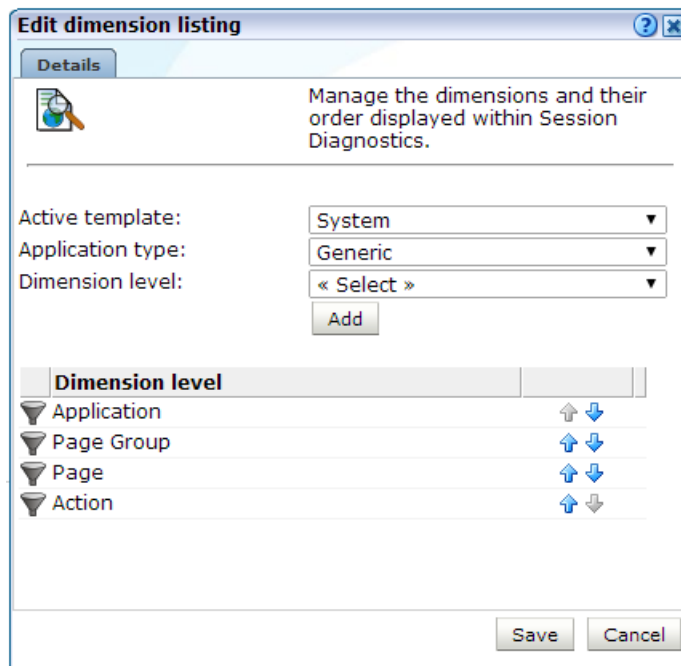 Edit dimension listing
?
Details
Manage the dimensions and their
order displayed within Session
Diagnostics.
Active template:
System
Application type:
Generic
Dimension level:
« Select »
Add
Dimension level
Application
Page Group
Page
Action
Save
Cancel